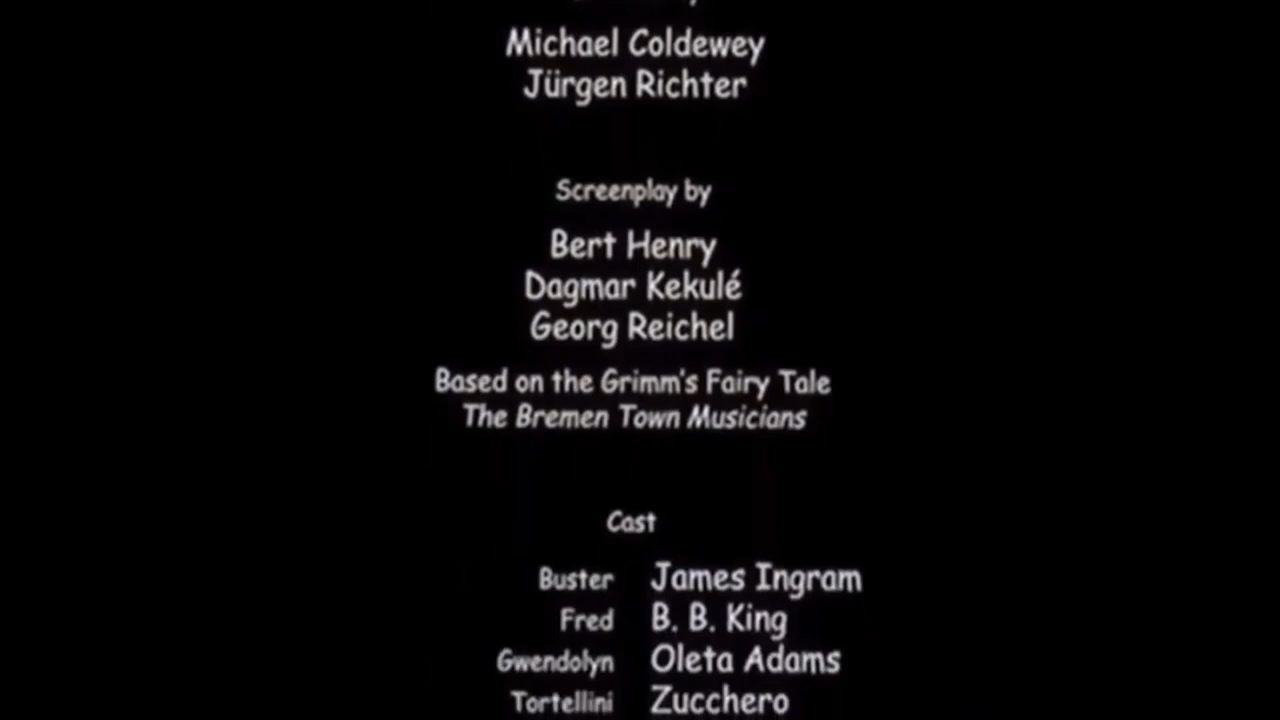 Michael Coldewey
Jürgen Richter
Screenplay by
Bert Henry
Dagmar Kekulé
Georg Reichel
Based on the Grimm's Fairy Tale
The Bremen Town Musicians
Cast
Buster James Ingram
Fred B. B. King
Gwendolyn Oleta Adams
Tortellini Zucchero